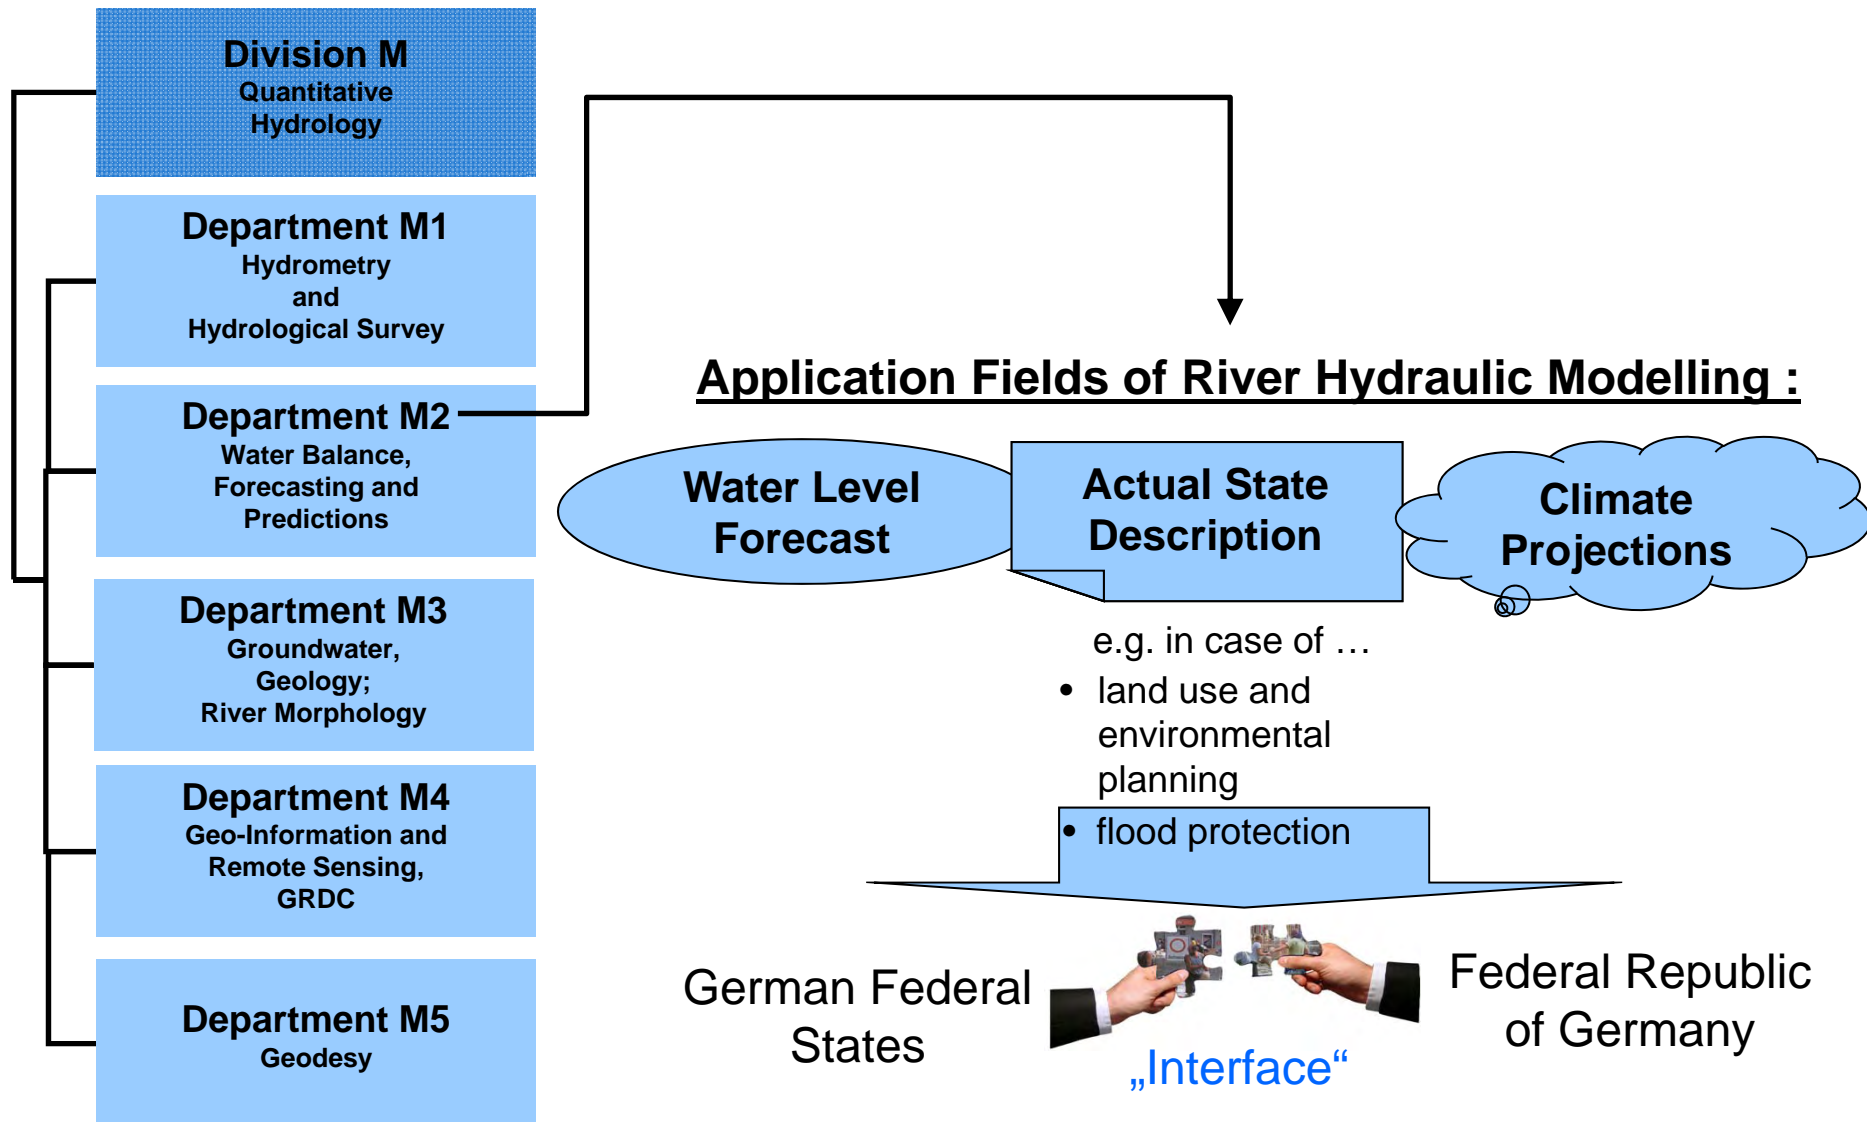 Division M
Quantitative
Hydrology
Department M1
Hydrometry
and
Hydrological Survey
Department M2
Water Balance,
Forecasting and
Predictions
Department M3
Groundwater,
Geology;
River Morphology
Department M4
Geo-Information and
Remote Sensing,
GRDC
Department M5
Geodesy
Application Fields of River Hydraulic Modelling :
Water Level
Forecast
Actual State
Description
Climate
Projections
e.g. in case of …
• land use and
environmental
planning
• flood protection
German Federal
States
„Interface“
Federal Republic
of Germany